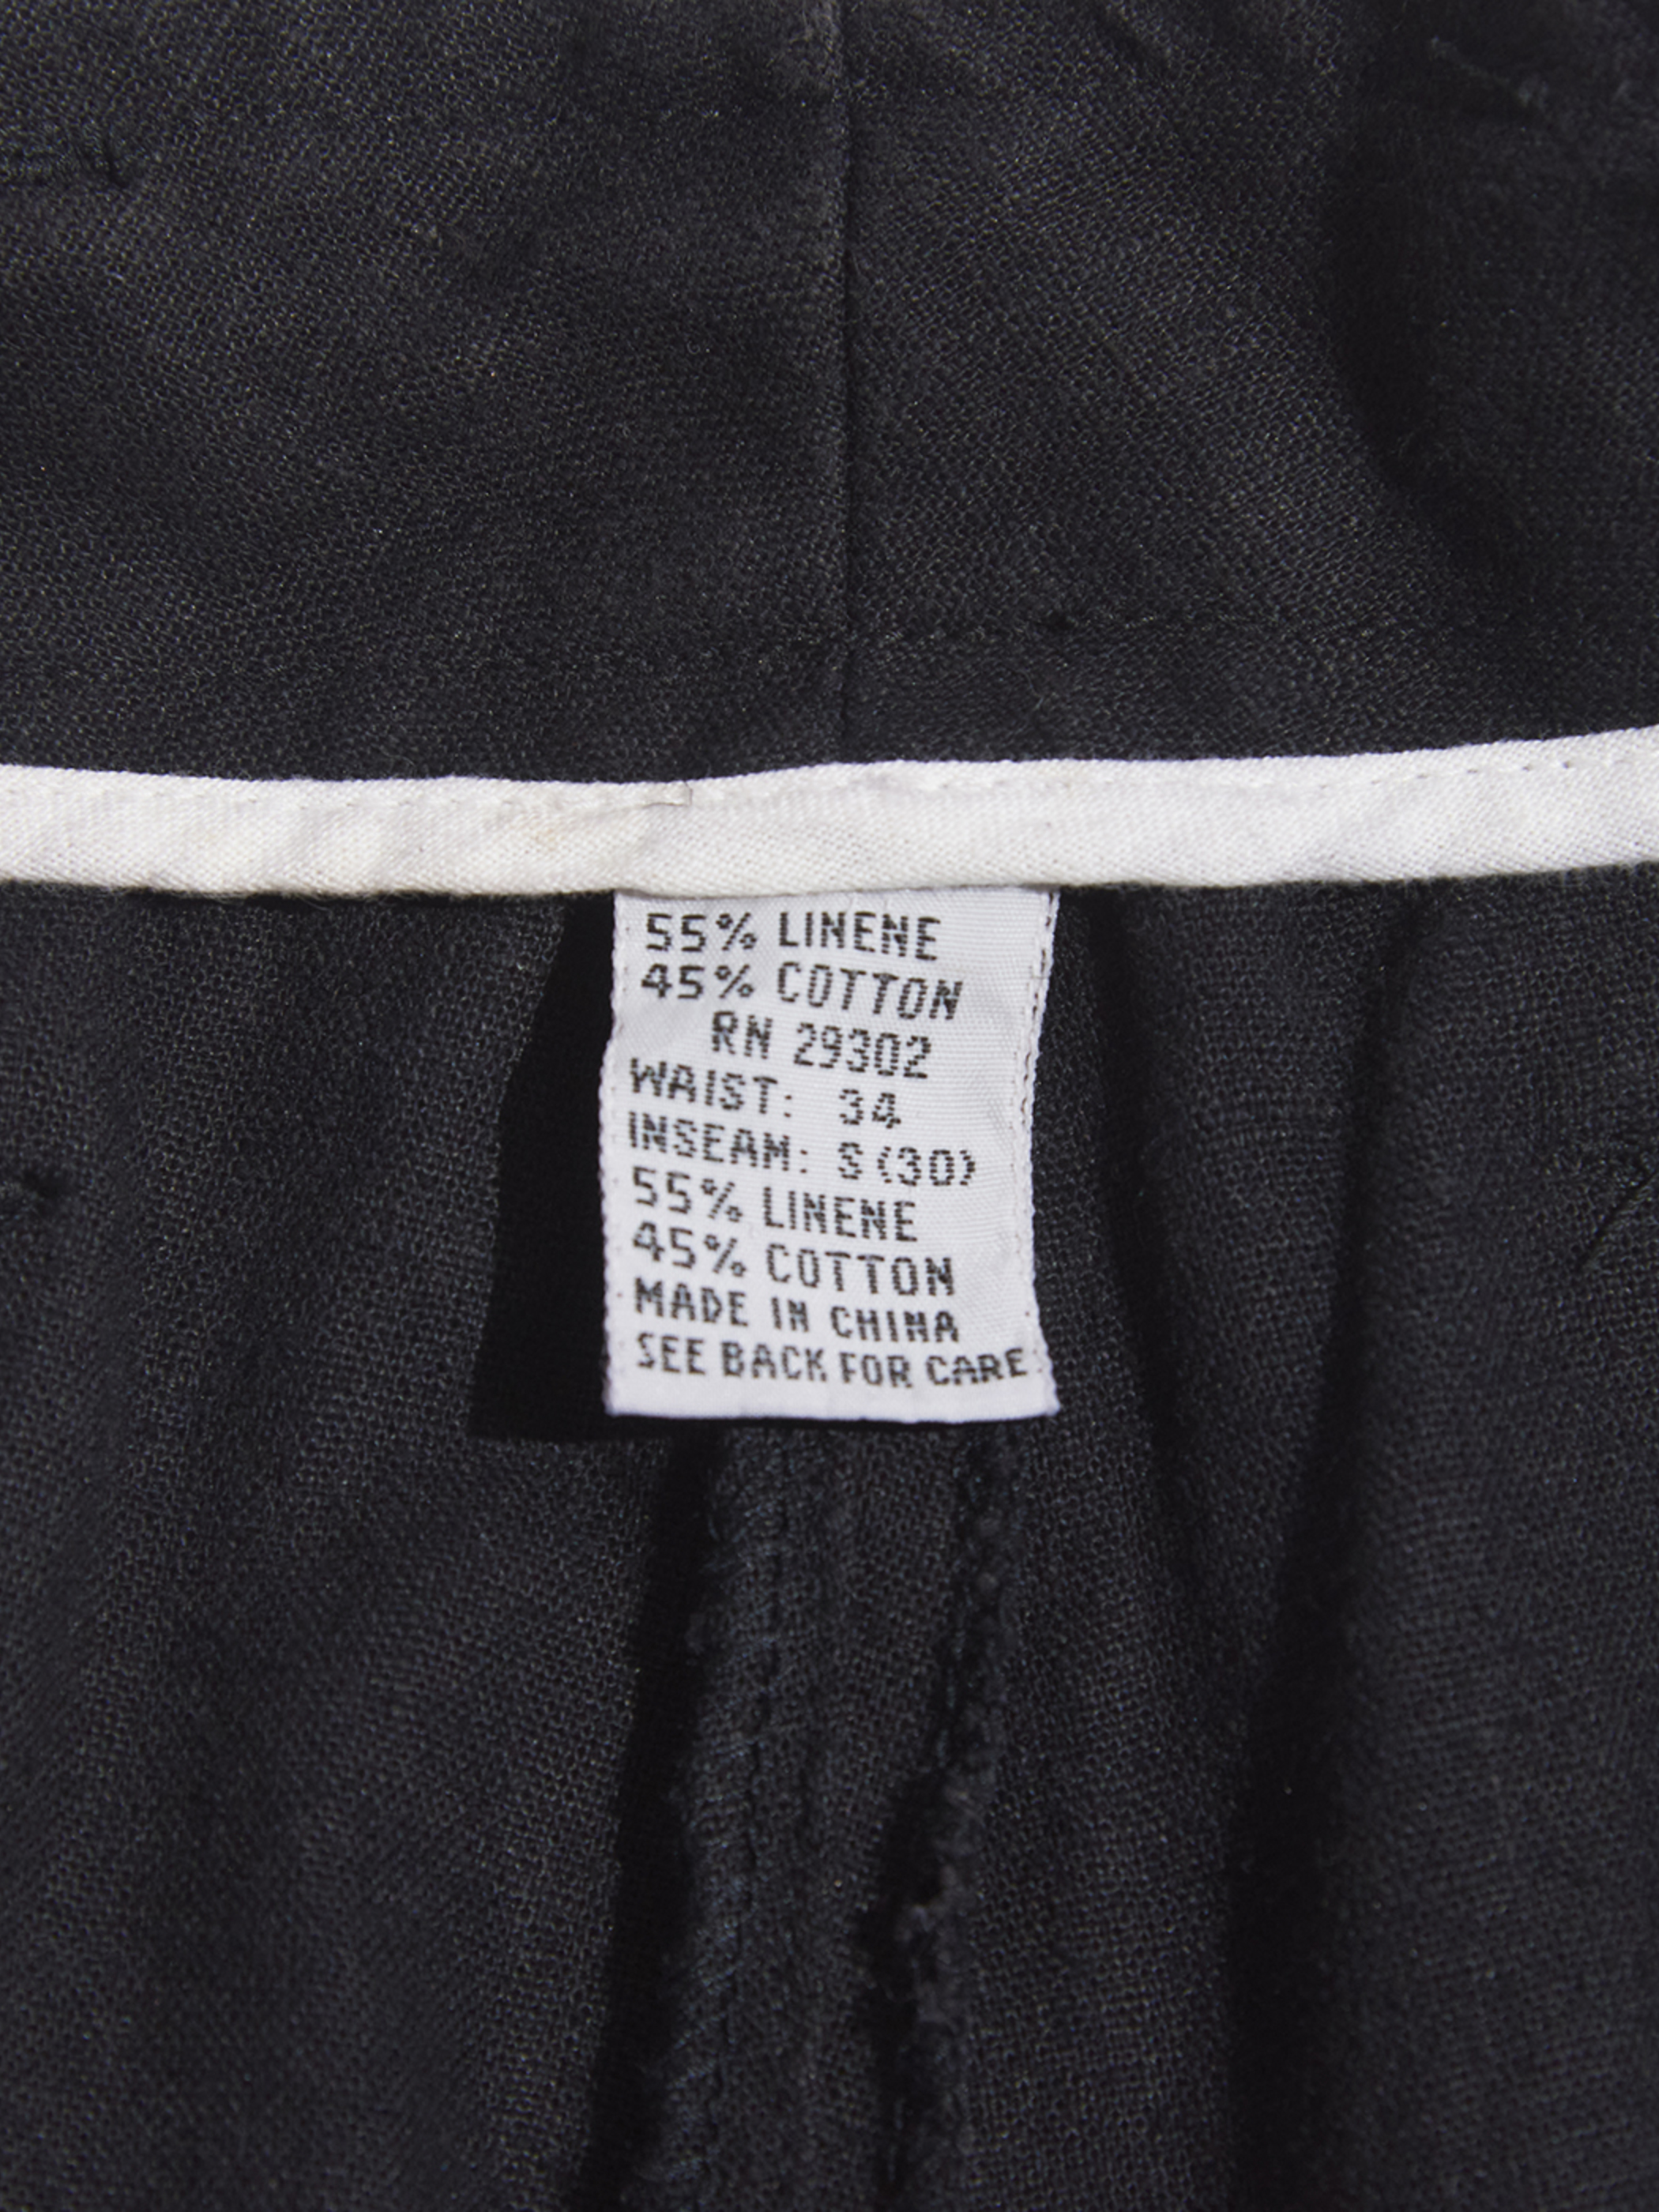 55% LINENE
45% COTTON
RN 29302
WAIST: 34
INSEAM: S (30)
55% LINENE
45% COTTON
MADE IN CHINA
SEE BACK FOR CARE